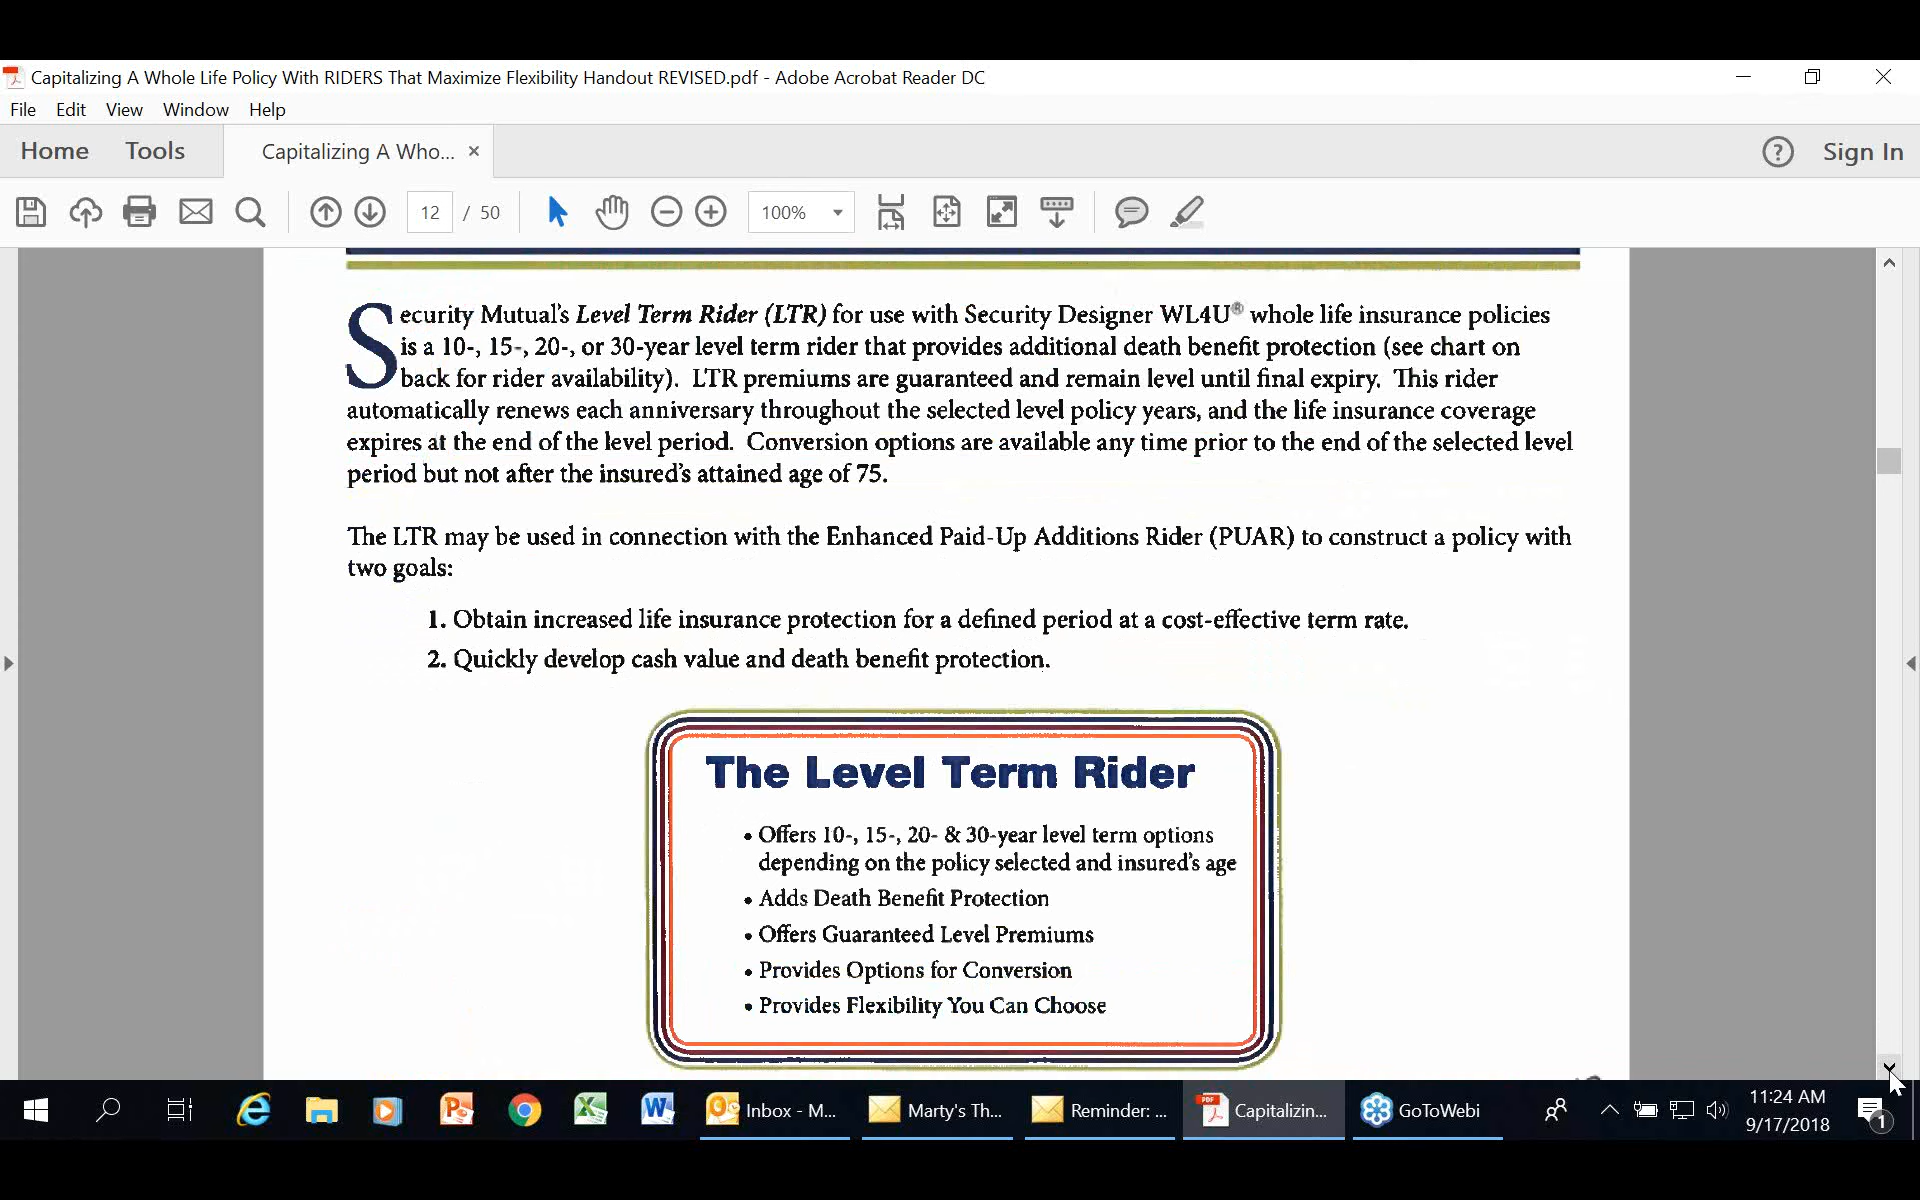 Capitalizing A Whole Life Policy With RIDERS That Maximize Flexibility Handout REVISED.pdf - Adobe Acrobat Reader DC
File Edit View Window Help
Home Tools Capitalizing A Who... × ? Sign In
12 / 50 100%
Security Mutual's Level Term Rider (LTR) for use with Security Designer WL4U® whole life insurance policies
is a 10-, 15-, 20-, or 30-year level term rider that provides additional death benefit protection (see chart on
back for rider availability). LTR premiums are guaranteed and remain level until final expiry. This rider
automatically renews each anniversary throughout the selected level policy years, and the life insurance coverage
expires at the end of the level period. Conversion options are available any time prior to the end of the selected level
period but not after the insured's attained age of 75.
The LTR may be used in connection with the Enhanced Paid-Up Additions Rider (PUAR) to construct a policy with
two goals:
1. Obtain increased life insurance protection for a defined period at a cost-effective term rate.
2. Quickly develop cash value and death benefit protection.
The Level Term Rider
• Offers 10-, 15-, 20- & 30-year level term options
depending on the policy selected and insured's age
• Adds Death Benefit Protection
• Offers Guaranteed Level Premiums
• Provides Options for Conversion
• Provides Flexibility You Can Choose
Inbox - M... Marty's Th... Reminder: ... Capitalizin... GoToWebi
11:24 AM
9/17/2018
1